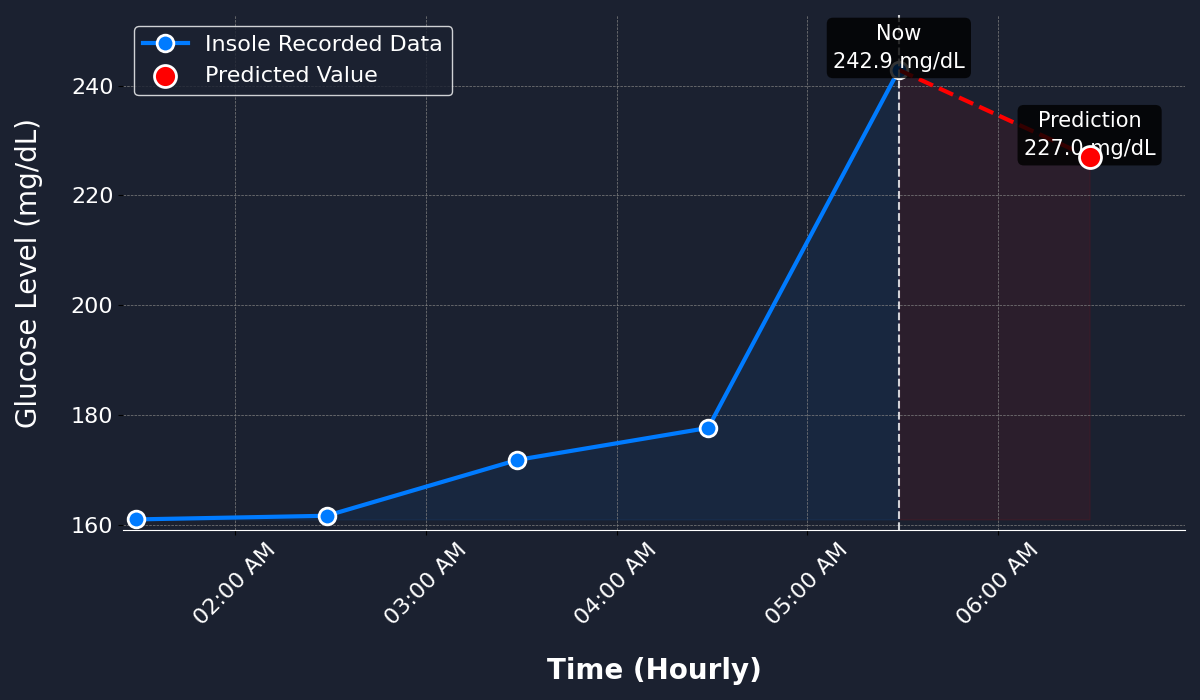 Insole Recorded Data
Predicted Value
Now
242.9 mg/dL
Prediction
227.0 mg/dL
Glucose Level (mg/dL)
240
220
200
180
160
02:00 AM
03:00 AM
04:00 AM
05:00 AM
06:00 AM
Time (Hourly)